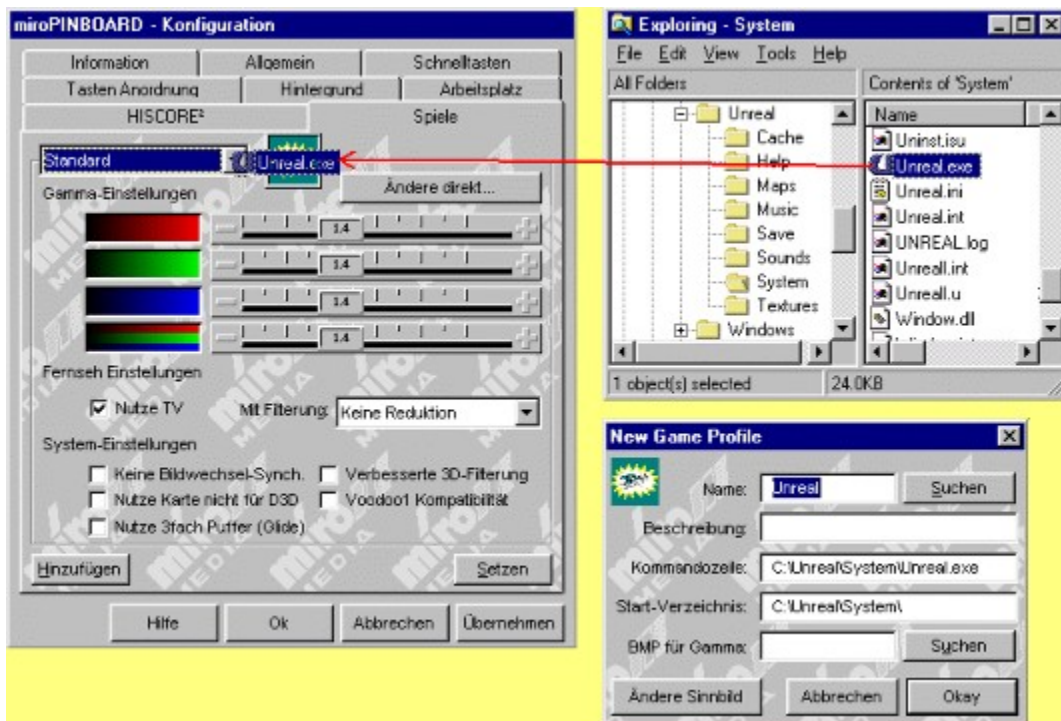 miroPINBOARD - Konfiguration
Information Allgemein Schnelltasten
Tasten Anordnung Hintergrund Arbeitsplatz
HISCORE² Spiele
Standard Unreal.exe
Ändere direkt...
Gamma-Einstellungen
1.4
1.4
1.4
1.4
Fernseh Einstellungen
Nutze TV Mit Filterung: Keine Reduktion
System-Einstellungen
Keine Bildwechsel-Synch. Verbesserte 3D-Filterung
Nutze Karte nicht für D3D Voodoo1 Kompatibilität
Nutze 3fach Puffer (Glide)
Hinzufügen Setzen
Hilfe Ok Abbrechen Übernehmen
Exploring - System
File Edit View Tools Help
All Folders Contents of 'System'
Unreal
Cache
Help
Maps
Music
Save
Sounds
System
Textures
Windows
Name
Uninst.isu
Unreal.exe
Unreal.ini
Unreal.int
UNREAL.log
UnrealI.int
UnrealI.u
Window.dll
1 object(s) selected 24.0KB
New Game Profile
Name: Unreal Suchen
Beschreibung:
Kommandozeile: C:\Unreal\System\Unreal.exe
Start-Verzeichnis: C:\Unreal\System\
BMP für Gamma: Suchen
Ändere Sinnbild Abbrechen Okay
miro MEDIA